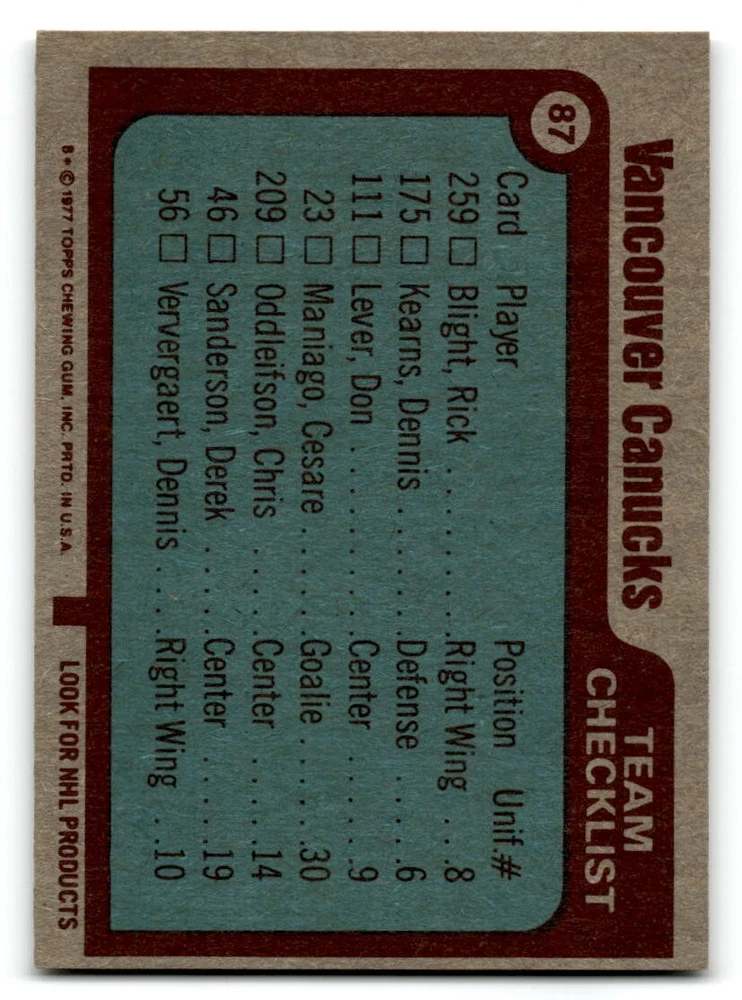 87
Vancouver Canucks
TEAM
CHECKLIST
Card Player Position Unif.#
259 □ Blight, Rick . . . . . . . . . .Right Wing . . .8
175 □ Kearns, Dennis . . . . . . . .Defense . . . . .6
111 □ Lever, Don . . . . . . . . . . .Center . . . . . .9
23 □ Maniago, Cesare . . . . . .Goalie . . . . . .30
209 □ Oddleifson, Chris . . . . . .Center . . . . .14
46 □ Sanderson, Derek . . . . .Center . . . . .19
56 □ Ververgaert, Dennis . . . .Right Wing . .10
8 * © 1977 TOPPS CHEWING GUM, INC. PRTD. IN U.S.A.
LOOK FOR NHL PRODUCTS